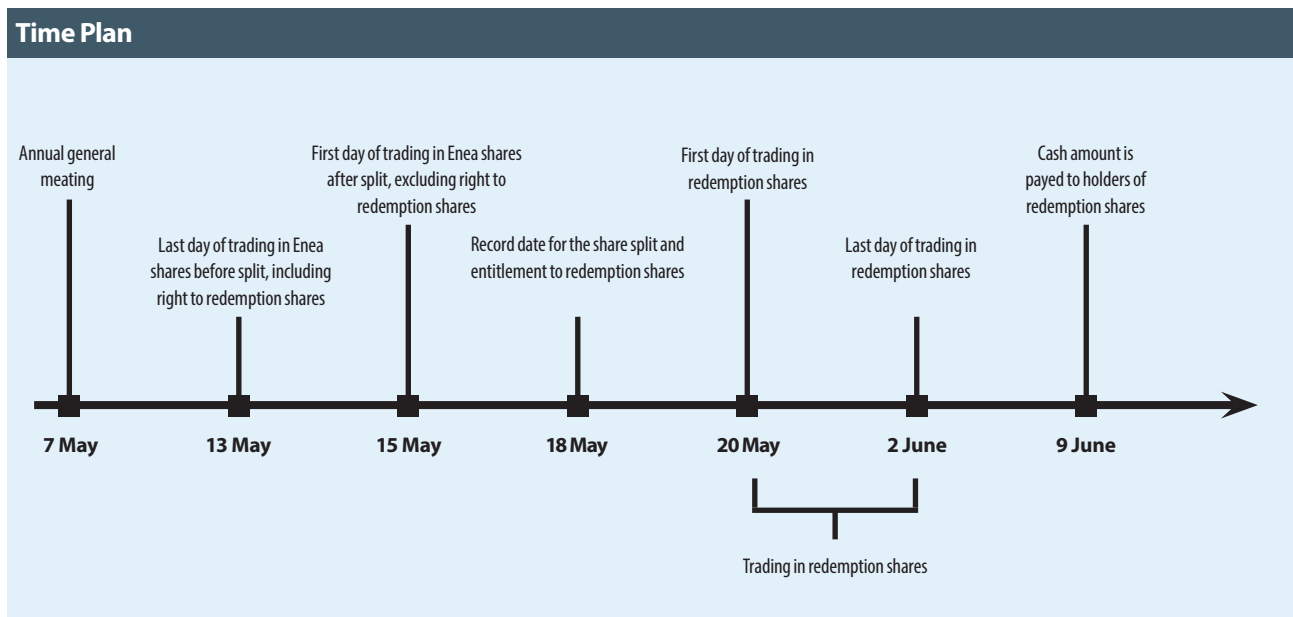 Time Plan
Annual general
meating
First day of trading in Enea shares
after split, excluding right to
redemption shares
First day of trading in
redemption shares
Cash amount is
payed to holders of
redemption shares
Last day of trading in Enea
shares before split, including
right to redemption shares
Record date for the share split and
entitlement to redemption shares
Last day of trading in
redemption shares
7 May
13 May
15 May
18 May
20 May
2 June
9 June
Trading in redemption shares